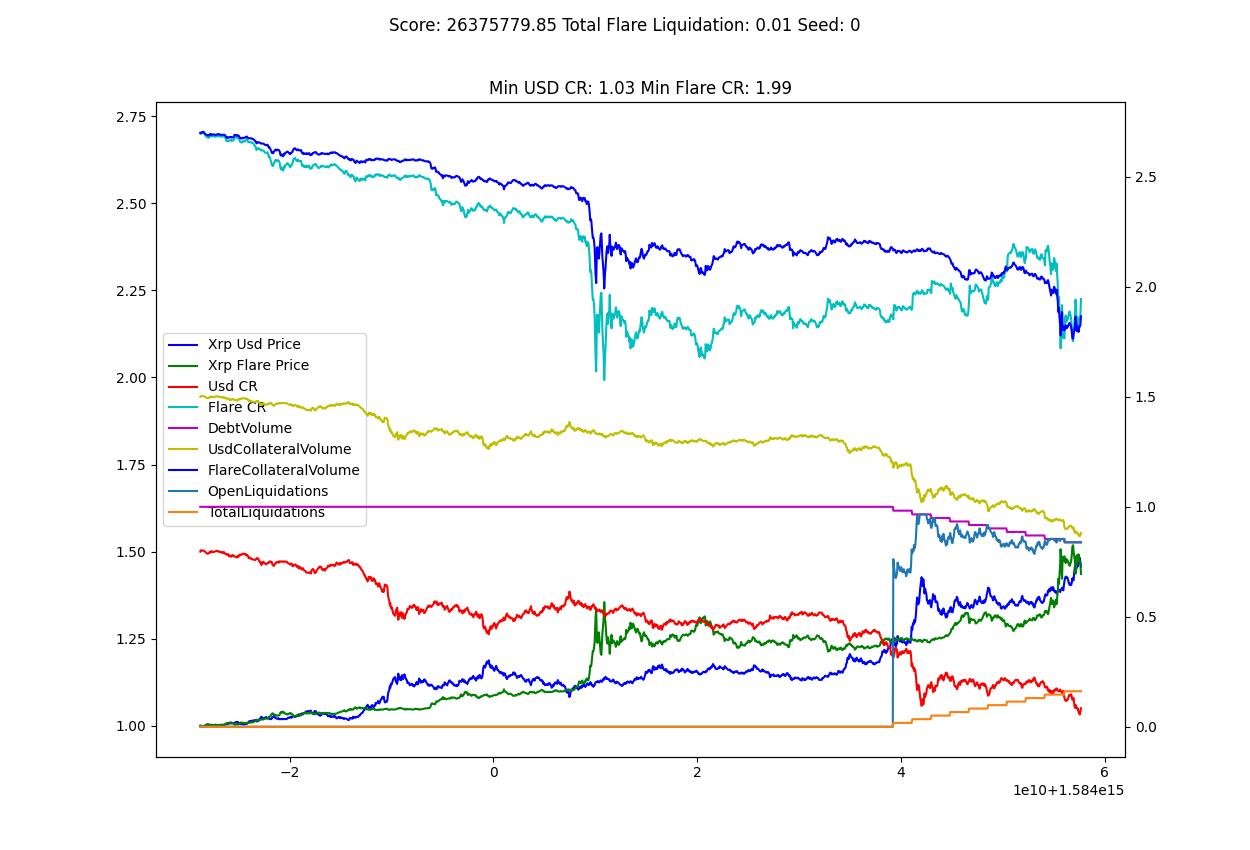 Score: 26375779.85 Total Flare Liquidation: 0.01 Seed: 0
Min USD CR: 1.03 Min Flare CR: 1.99
2.75
2.50
2.25
2.00
1.75
1.50
1.25
1.00
2.5
2.0
1.5
1.0
0.5
0.0
Xrp Usd Price
Xrp Flare Price
Usd CR
Flare CR
DebtVolume
UsdCollateralVolume
FlareCollateralVolume
OpenLiquidations
TotalLiquidations
−2 0 2 4 6
1e10+1.584e15